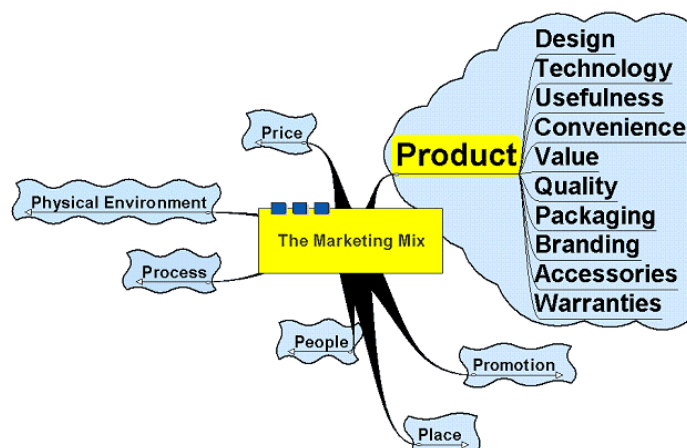 Design
Technology
Usefulness
Convenience
Value
Quality
Packaging
Branding
Accessories
Warranties
Product
Price
Physical Environment
The Marketing Mix
Process
People
Promotion
Place